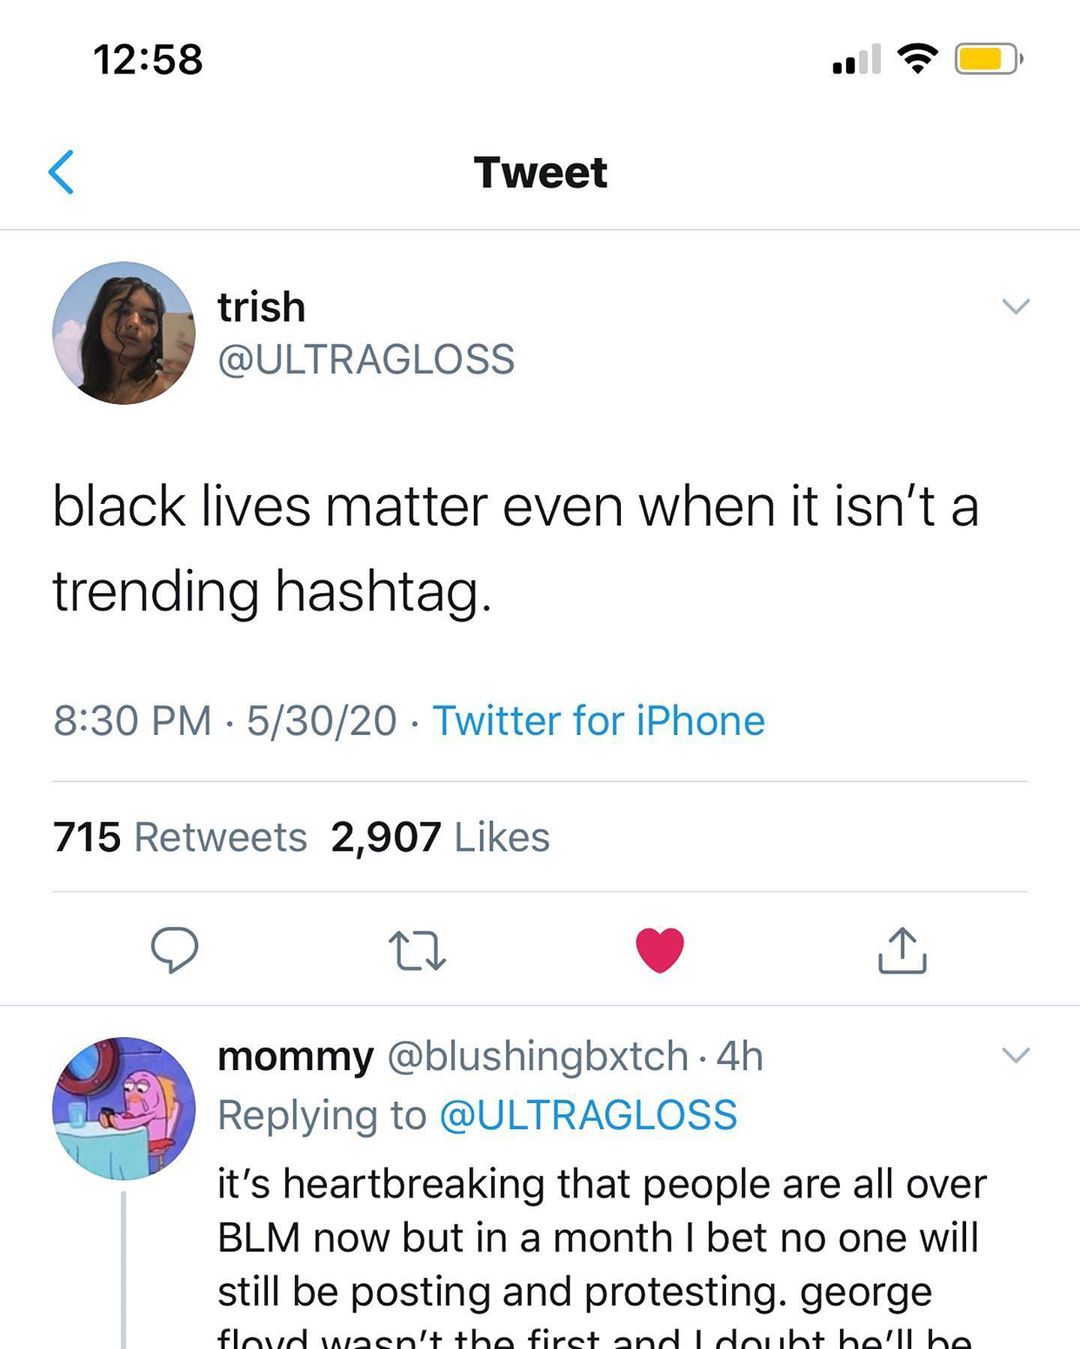 12:58
Tweet
trish
@ULTRAGLOSS
black lives matter even when it isn't a
trending hashtag.
8:30 PM · 5/30/20 · Twitter for iPhone
715 Retweets 2,907 Likes
mommy @blushingbxtch · 4h
Replying to @ULTRAGLOSS
it's heartbreaking that people are all over
BLM now but in a month I bet no one will
still be posting and protesting. george
floyd wasn't the first and I doubt he'll be